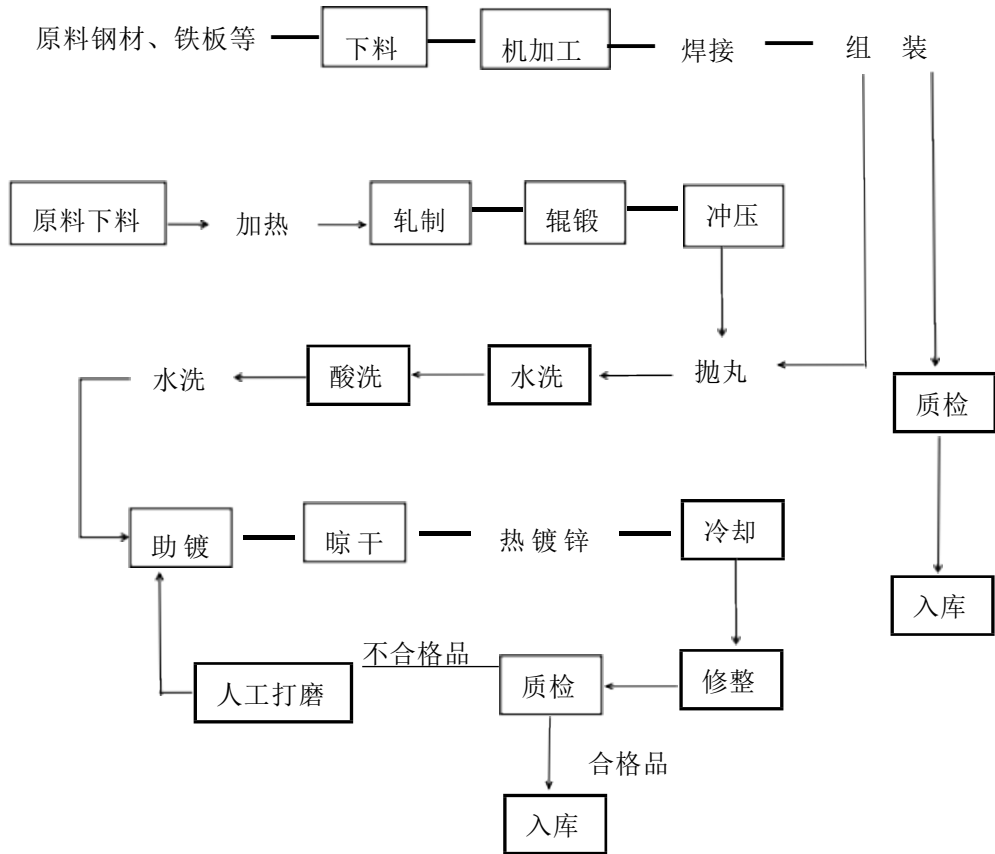 原料钢材、铁板等 下料 机加工 焊接 组 装
原料下料 加热 轧制 辊锻 冲压
水洗 酸洗 水洗 抛丸 质检
助镀 晾干 热镀锌 冷却
入库
不合格品
人工打磨 质检 修整
合格品
入库